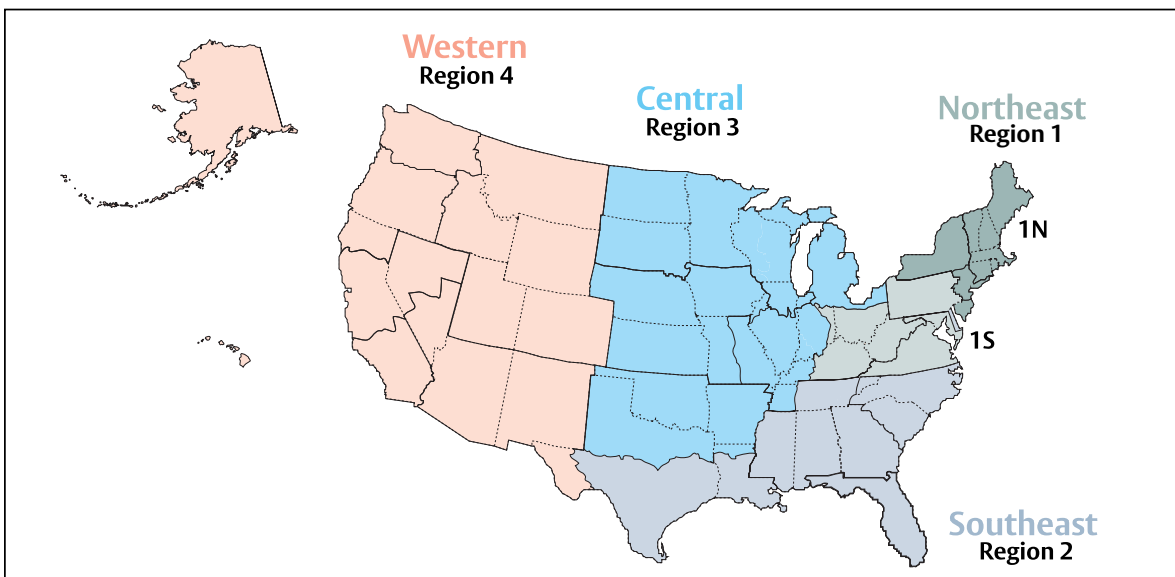 Western
Region 4
Central
Region 3
Northeast
Region 1
1N
1S
Southeast
Region 2